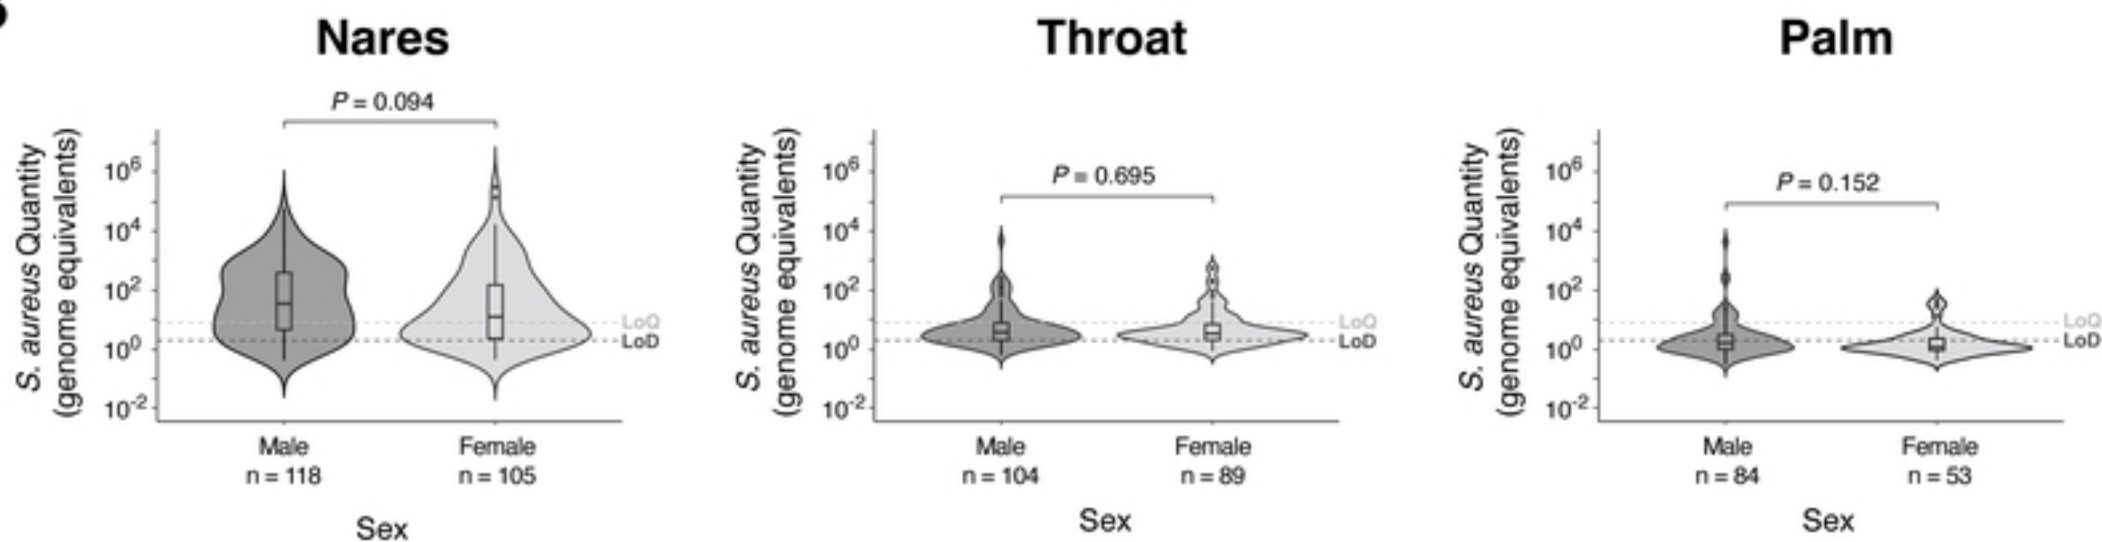 Nares
Throat
Palm
P = 0.094
P = 0.695
P = 0.152
S. aureus Quantity
(genome equivalents)
10^6
10^4
10^2
10^0
10^-2
LoQ
LoD
Male
n = 118
Female
n = 105
Sex
S. aureus Quantity
(genome equivalents)
10^6
10^4
10^2
10^0
10^-2
LoQ
LoD
Male
n = 104
Female
n = 89
Sex
S. aureus Quantity
(genome equivalents)
10^6
10^4
10^2
10^0
10^-2
LoQ
LoD
Male
n = 84
Female
n = 53
Sex